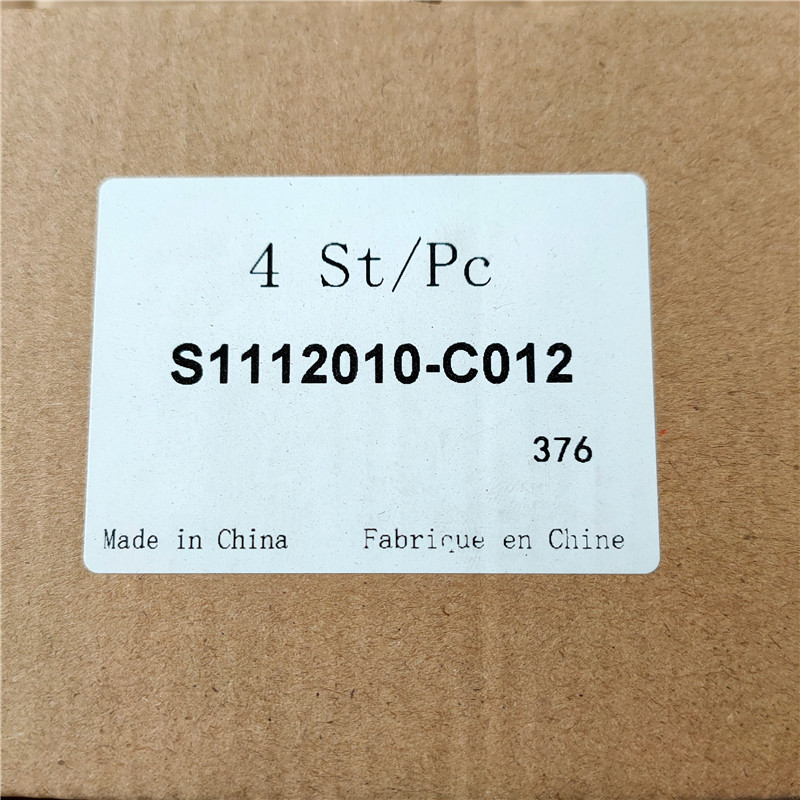 4 St/Pc
S1112010-C012
376
Made in China Fabrique en Chine